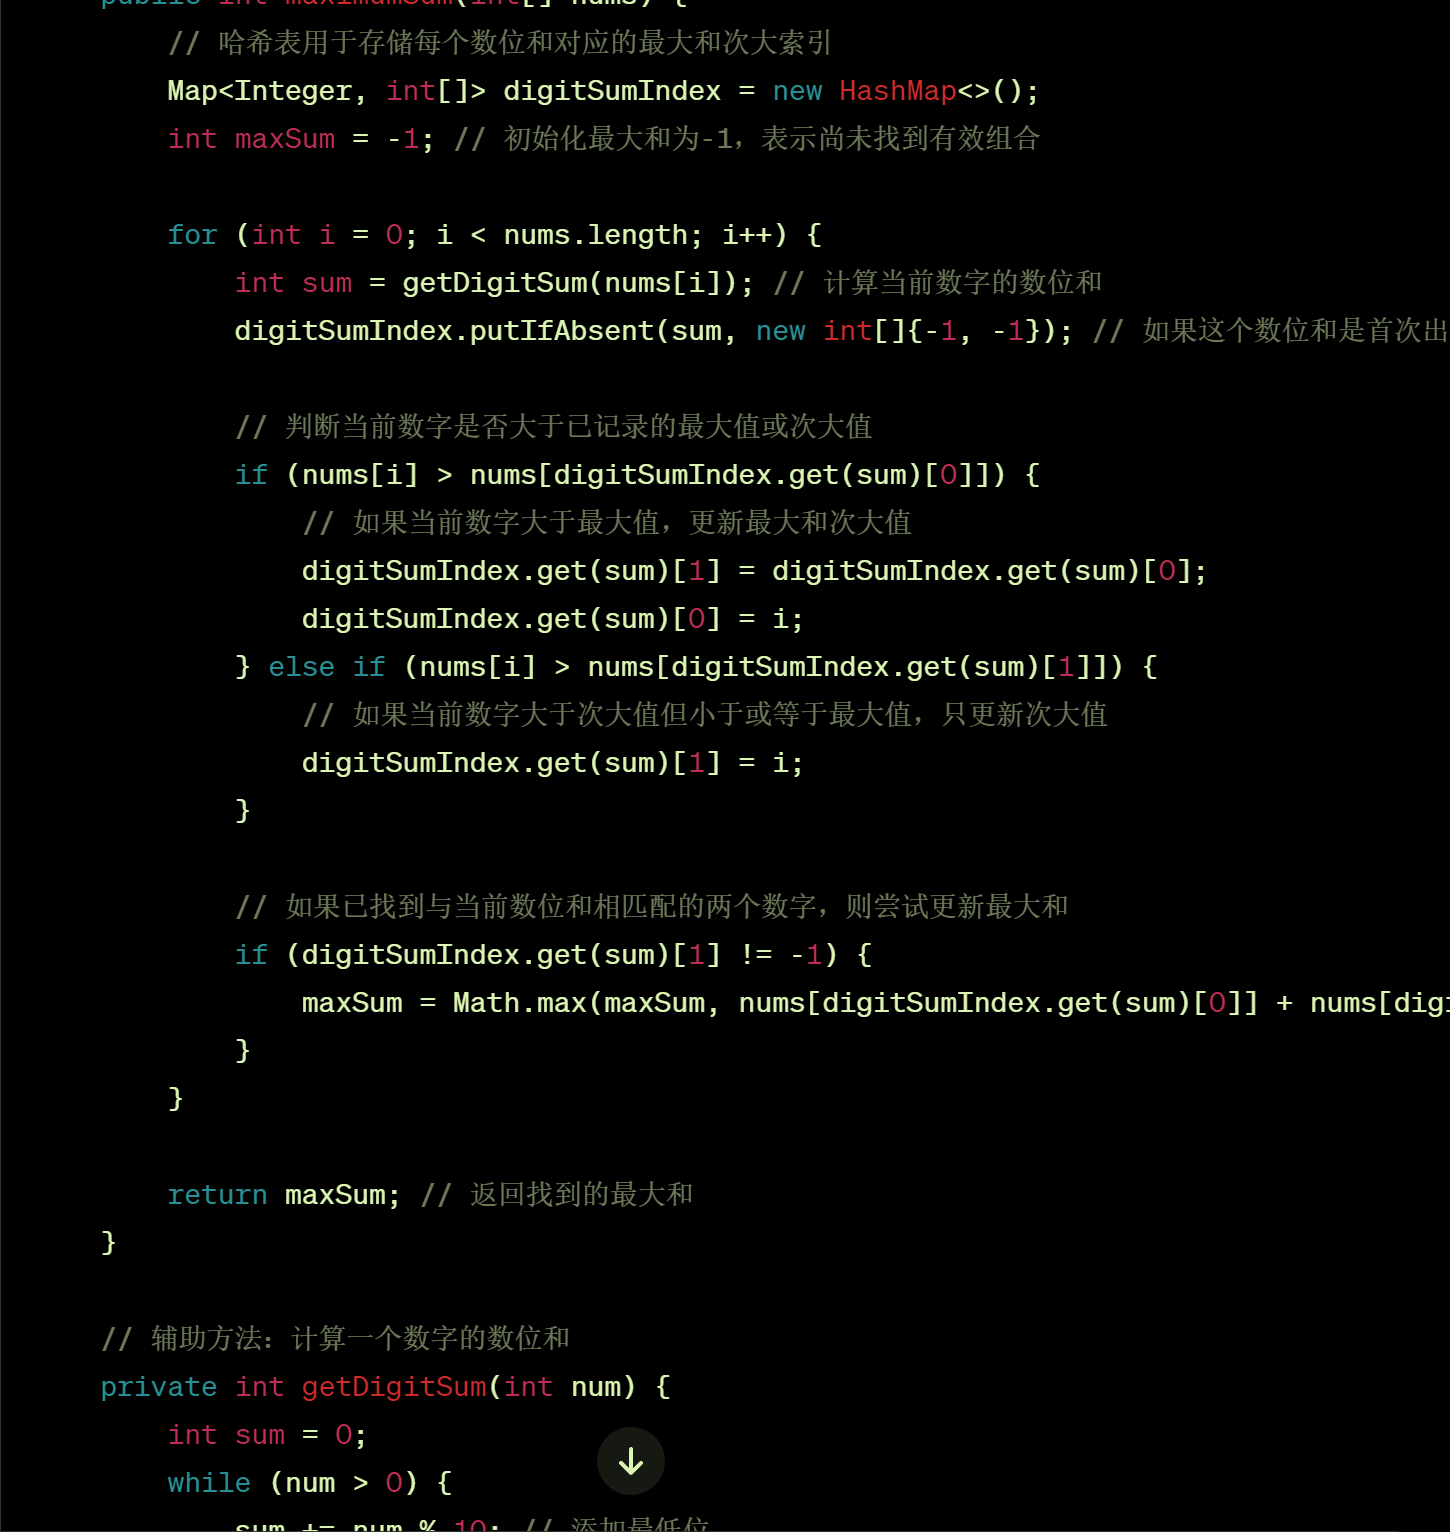 public int maximumSum(int[] nums) {
// 哈希表用于存储每个数位和对应的最大和次大索引
Map<Integer, int[]> digitSumIndex = new HashMap<>();
int maxSum = -1; // 初始化最大和为-1，表示尚未找到有效组合
for (int i = 0; i < nums.length; i++) {
int sum = getDigitSum(nums[i]); // 计算当前数字的数位和
digitSumIndex.putIfAbsent(sum, new int[]{-1, -1}); // 如果这个数位和是首次出
// 判断当前数字是否大于已记录的最大值或次大值
if (nums[i] > nums[digitSumIndex.get(sum)[0]]) {
// 如果当前数字大于最大值，更新最大和次大值
digitSumIndex.get(sum)[1] = digitSumIndex.get(sum)[0];
digitSumIndex.get(sum)[0] = i;
} else if (nums[i] > nums[digitSumIndex.get(sum)[1]]) {
// 如果当前数字大于次大值但小于或等于最大值，只更新次大值
digitSumIndex.get(sum)[1] = i;
}
// 如果已找到与当前数位和相匹配的两个数字，则尝试更新最大和
if (digitSumIndex.get(sum)[1] != -1) {
maxSum = Math.max(maxSum, nums[digitSumIndex.get(sum)[0]] + nums[digi
}
}
return maxSum; // 返回找到的最大和
}
// 辅助方法：计算一个数字的数位和
private int getDigitSum(int num) {
int sum = 0;
while (num > 0) {
sum += num % 10; // 添加最低位